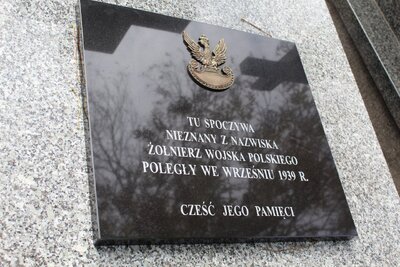 TU SPOCZYWA
NIEZNANY Z NAZWISKA
ŻOŁNIERZ WOJSKA POLSKIEGO
POLEGŁY WE WRZEŚNIU 1939 R.
CZEŚĆ JEGO PAMIĘCI